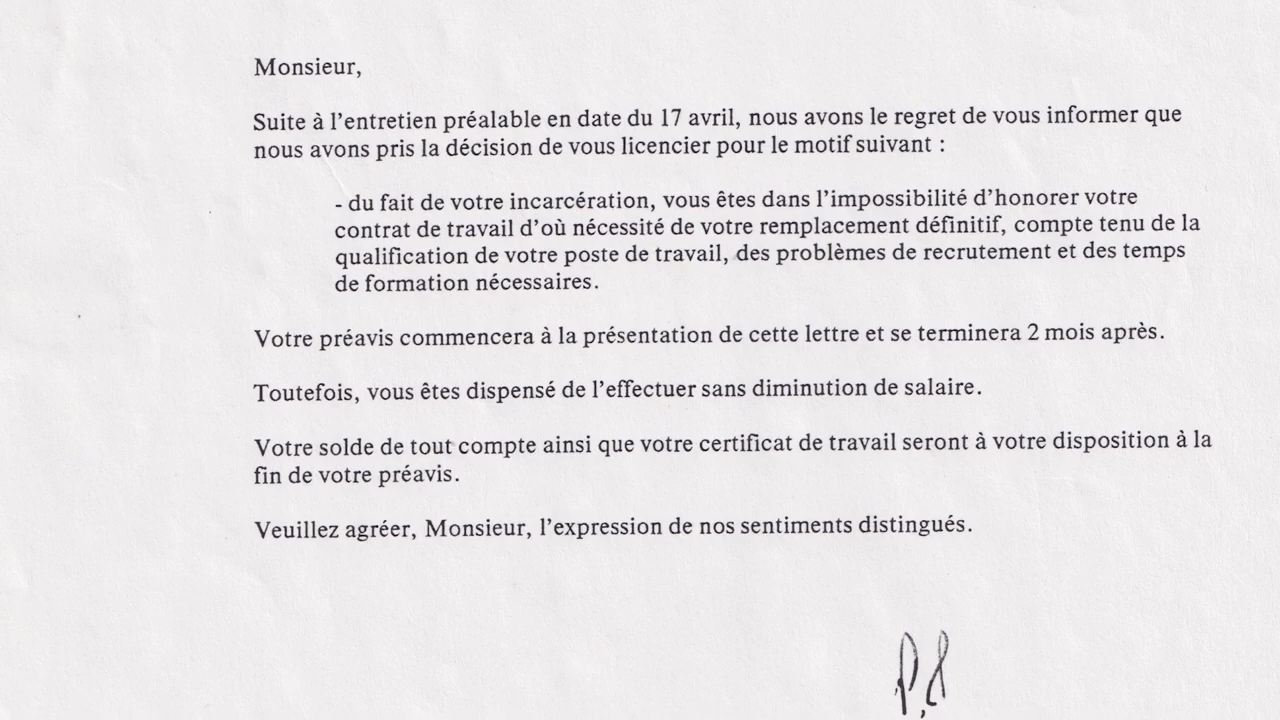 Monsieur,
Suite à l'entretien préalable en date du 17 avril, nous avons le regret de vous informer que
nous avons pris la décision de vous licencier pour le motif suivant :
- du fait de votre incarcération, vous êtes dans l'impossibilité d'honorer votre
contrat de travail d'où nécessité de votre remplacement définitif, compte tenu de la
qualification de votre poste de travail, des problèmes de recrutement et des temps
de formation nécessaires.
Votre préavis commencera à la présentation de cette lettre et se terminera 2 mois après.
Toutefois, vous êtes dispensé de l'effectuer sans diminution de salaire.
Votre solde de tout compte ainsi que votre certificat de travail seront à votre disposition à la
fin de votre préavis.
Veuillez agréer, Monsieur, l'expression de nos sentiments distingués.